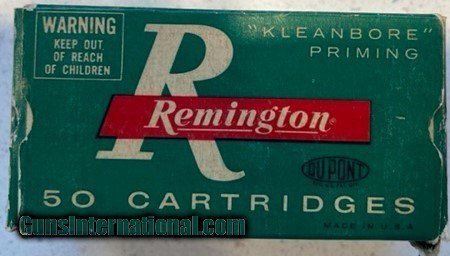 WARNING
KEEP OUT
OF REACH
OF CHILDREN
"KLEANBORE"
PRIMING
R
Remington
DU PONT
50 CARTRIDGES
MADE IN U.S.A.
GunsInternational.com